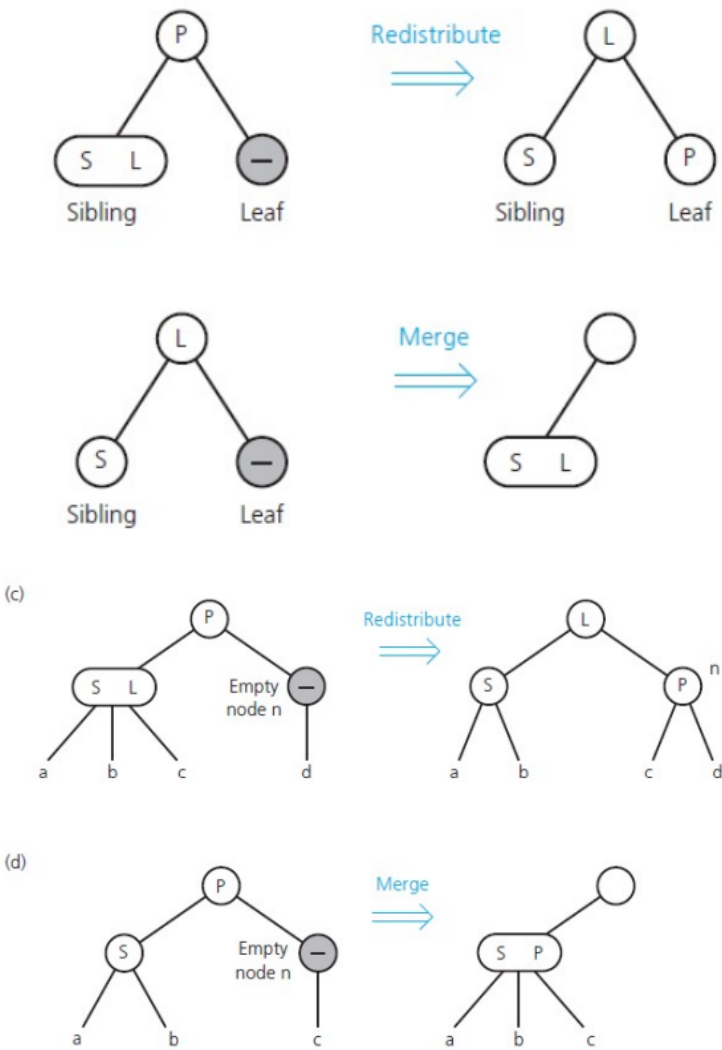 P
Redistribute
L
S L
–
S
P
Sibling
Leaf
Sibling
Leaf
L
Merge
S
–
S L
Sibling
Leaf
(c)
P
Redistribute
L
S L
Empty
node n
–
S
P
n
a
b
c
d
a
b
c
d
(d)
P
Merge
S
Empty
node n
–
S P
a
b
c
a
b
c